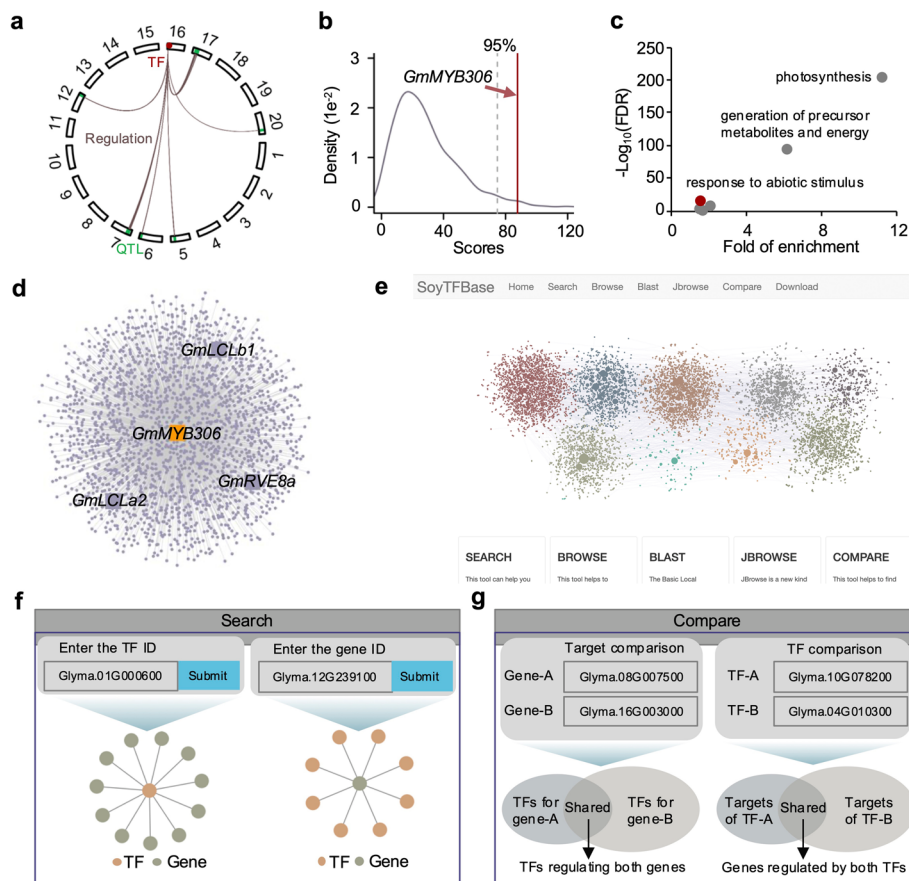 a
1
2
3
4
5
6
7
8
9
10
11
12
13
14
15
16
17
18
19
20
TF
Regulation
QTL
b
95%
GmMYB306
Density (1e⁻²)
3
2
1
0
0
40
80
120
Scores
c
-Log₁₀(FDR)
250
200
150
100
50
0
photosynthesis
generation of precursor
metabolites and energy
response to abiotic stimulus
0
4
8
12
Fold of enrichment
d
GmLCLb1
GmMYB306
GmRVE8a
GmLCLa2
e
SoyTFBase Home Search Browse Blast Jbrowse Compare Download
SEARCH BROWSE BLAST JBROWSE COMPARE
This tool can help you This tool helps to The Basic Local JBrowse is a new kind This tool helps to find
f
Search
Enter the TF ID
Glyma.01G000600 Submit
Enter the gene ID
Glyma.12G239100 Submit
TF Gene
TF Gene
g
Compare
Target comparison
Gene-A Glyma.08G007500
Gene-B Glyma.16G003000
TFs for
gene-A
Shared
TFs for
gene-B
TFs regulating both genes
TF comparison
TF-A Glyma.10G078200
TF-B Glyma.04G010300
Targets
of TF-A
Shared
Targets
of TF-B
Genes regulated by both TFs